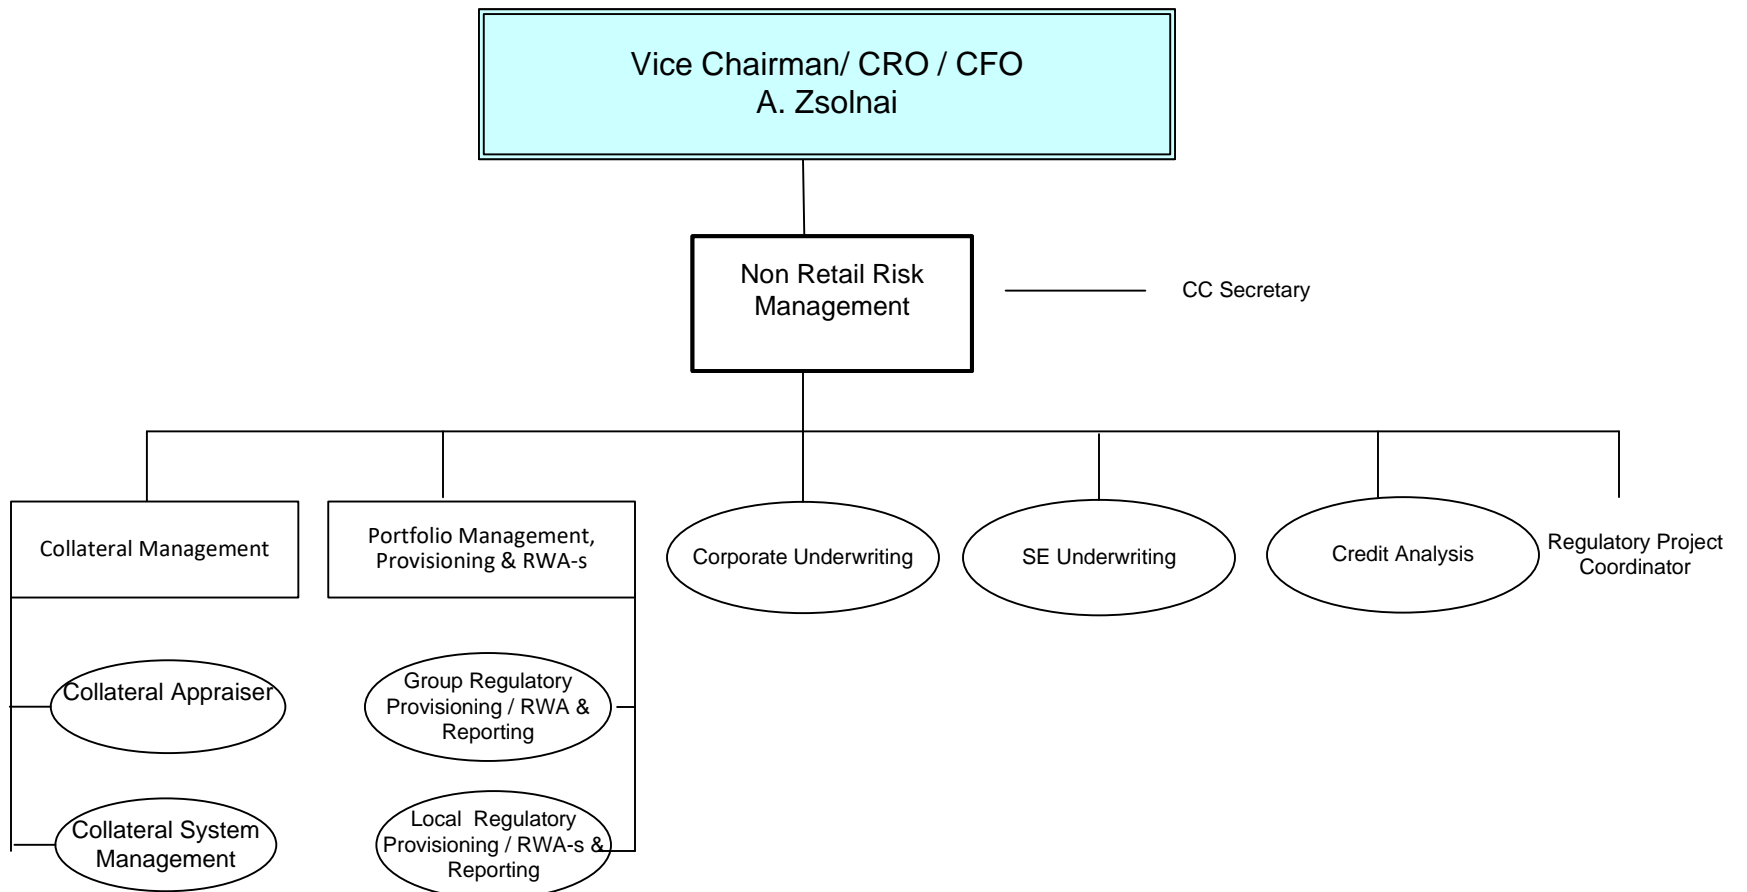 Vice Chairman/ CRO / CFO
A. Zsolnai
Non Retail Risk
Management
CC Secretary
Collateral Management
Portfolio Management,
Provisioning & RWA-s
Corporate Underwriting
SE Underwriting
Credit Analysis
Regulatory Project
Coordinator
Collateral Appraiser
Group Regulatory
Provisioning / RWA &
Reporting
Collateral System
Management
Local  Regulatory
Provisioning / RWA-s &
Reporting